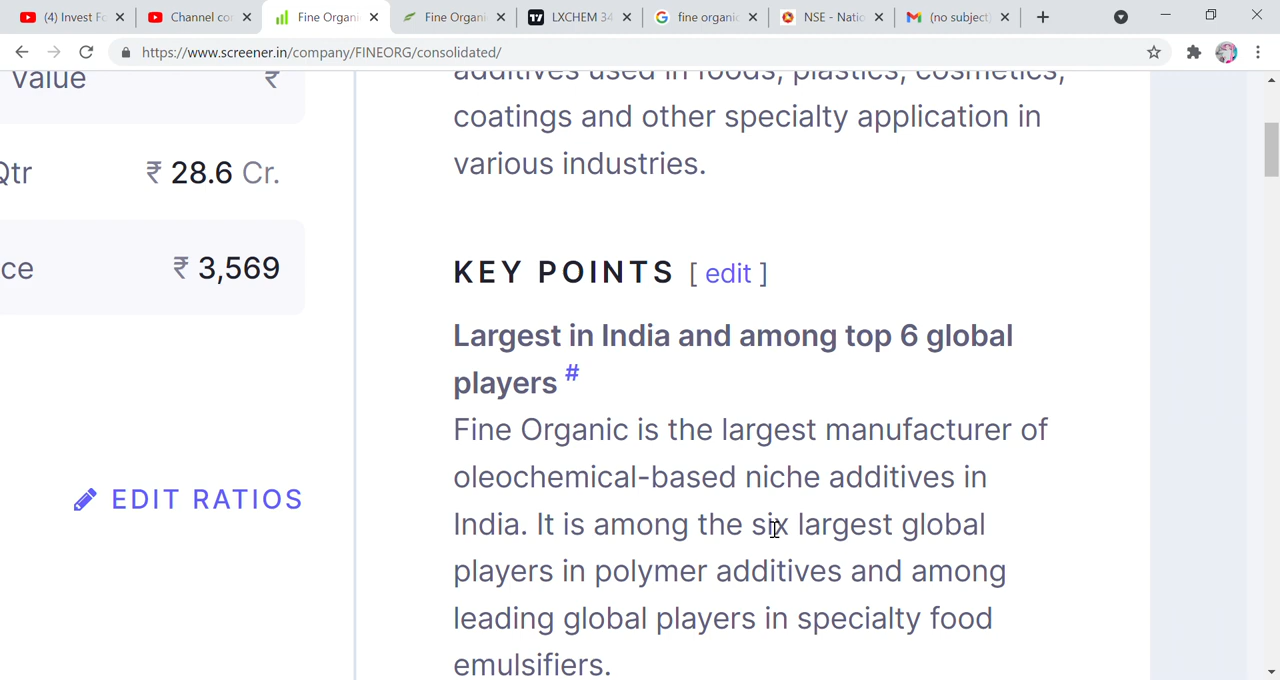 (4) Invest Fo
Channel co
Fine Organi
Fine Organi
LXCHEM 34
fine organic
NSE - Natio
(no subject)
https://www.screener.in/company/FINEORG/consolidated/
Value ₹
Qtr ₹ 28.6 Cr.
ce ₹ 3,569
EDIT RATIOS
additives used in foods, plastics, cosmetics,
coatings and other specialty application in
various industries.
KEY POINTS [ edit ]
Largest in India and among top 6 global
players #
Fine Organic is the largest manufacturer of
oleochemical-based niche additives in
India. It is among the six largest global
players in polymer additives and among
leading global players in specialty food
emulsifiers.